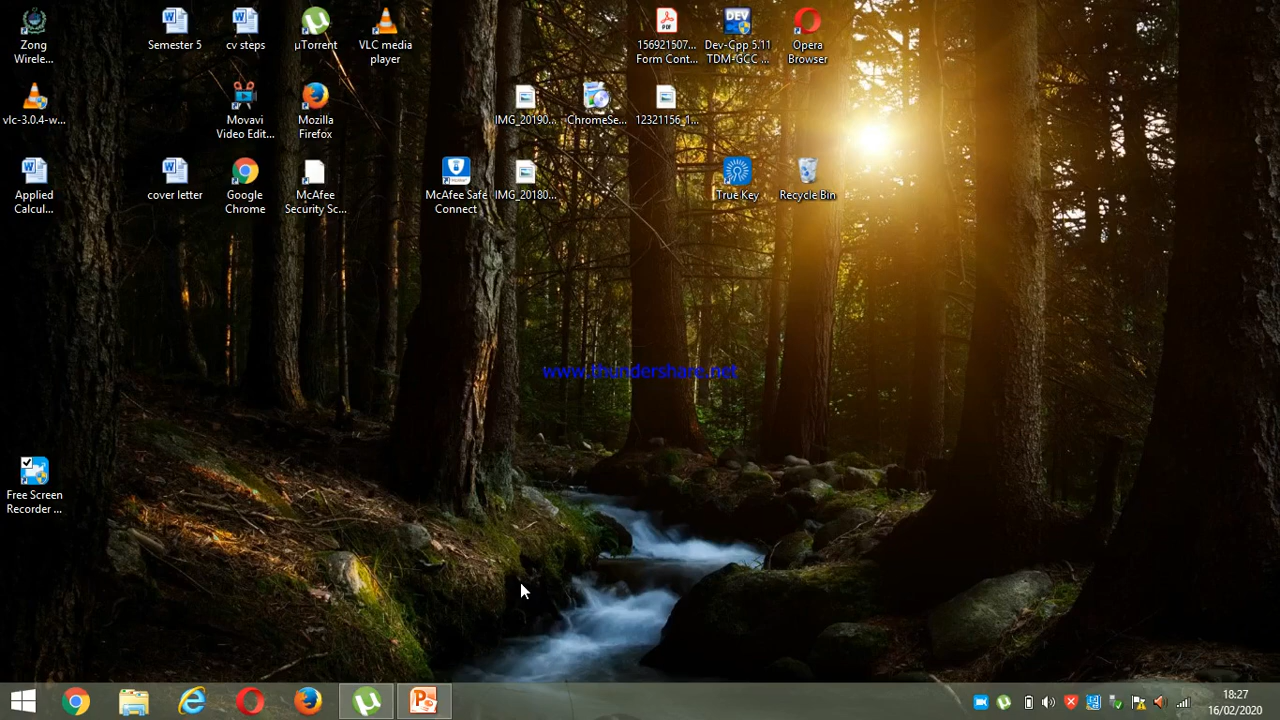 Zong
Wirele...
Semester 5
cv steps
µTorrent
VLC media
player
156921507...
Form Cont...
Dev-Cpp 5.11
TDM-GCC ...
Opera
Browser
vlc-3.0.4-w...
Movavi
Video Edit...
Mozilla
Firefox
IMG_20190...
ChromeSe...
12321156_1...
Applied
Calcul...
cover letter
Google
Chrome
McAfee
Security Sc...
McAfee Safe
Connect
IMG_20180...
True Key
Recycle Bin
www.thundershare.net
Free Screen
Recorder ...
18:27
16/02/2020